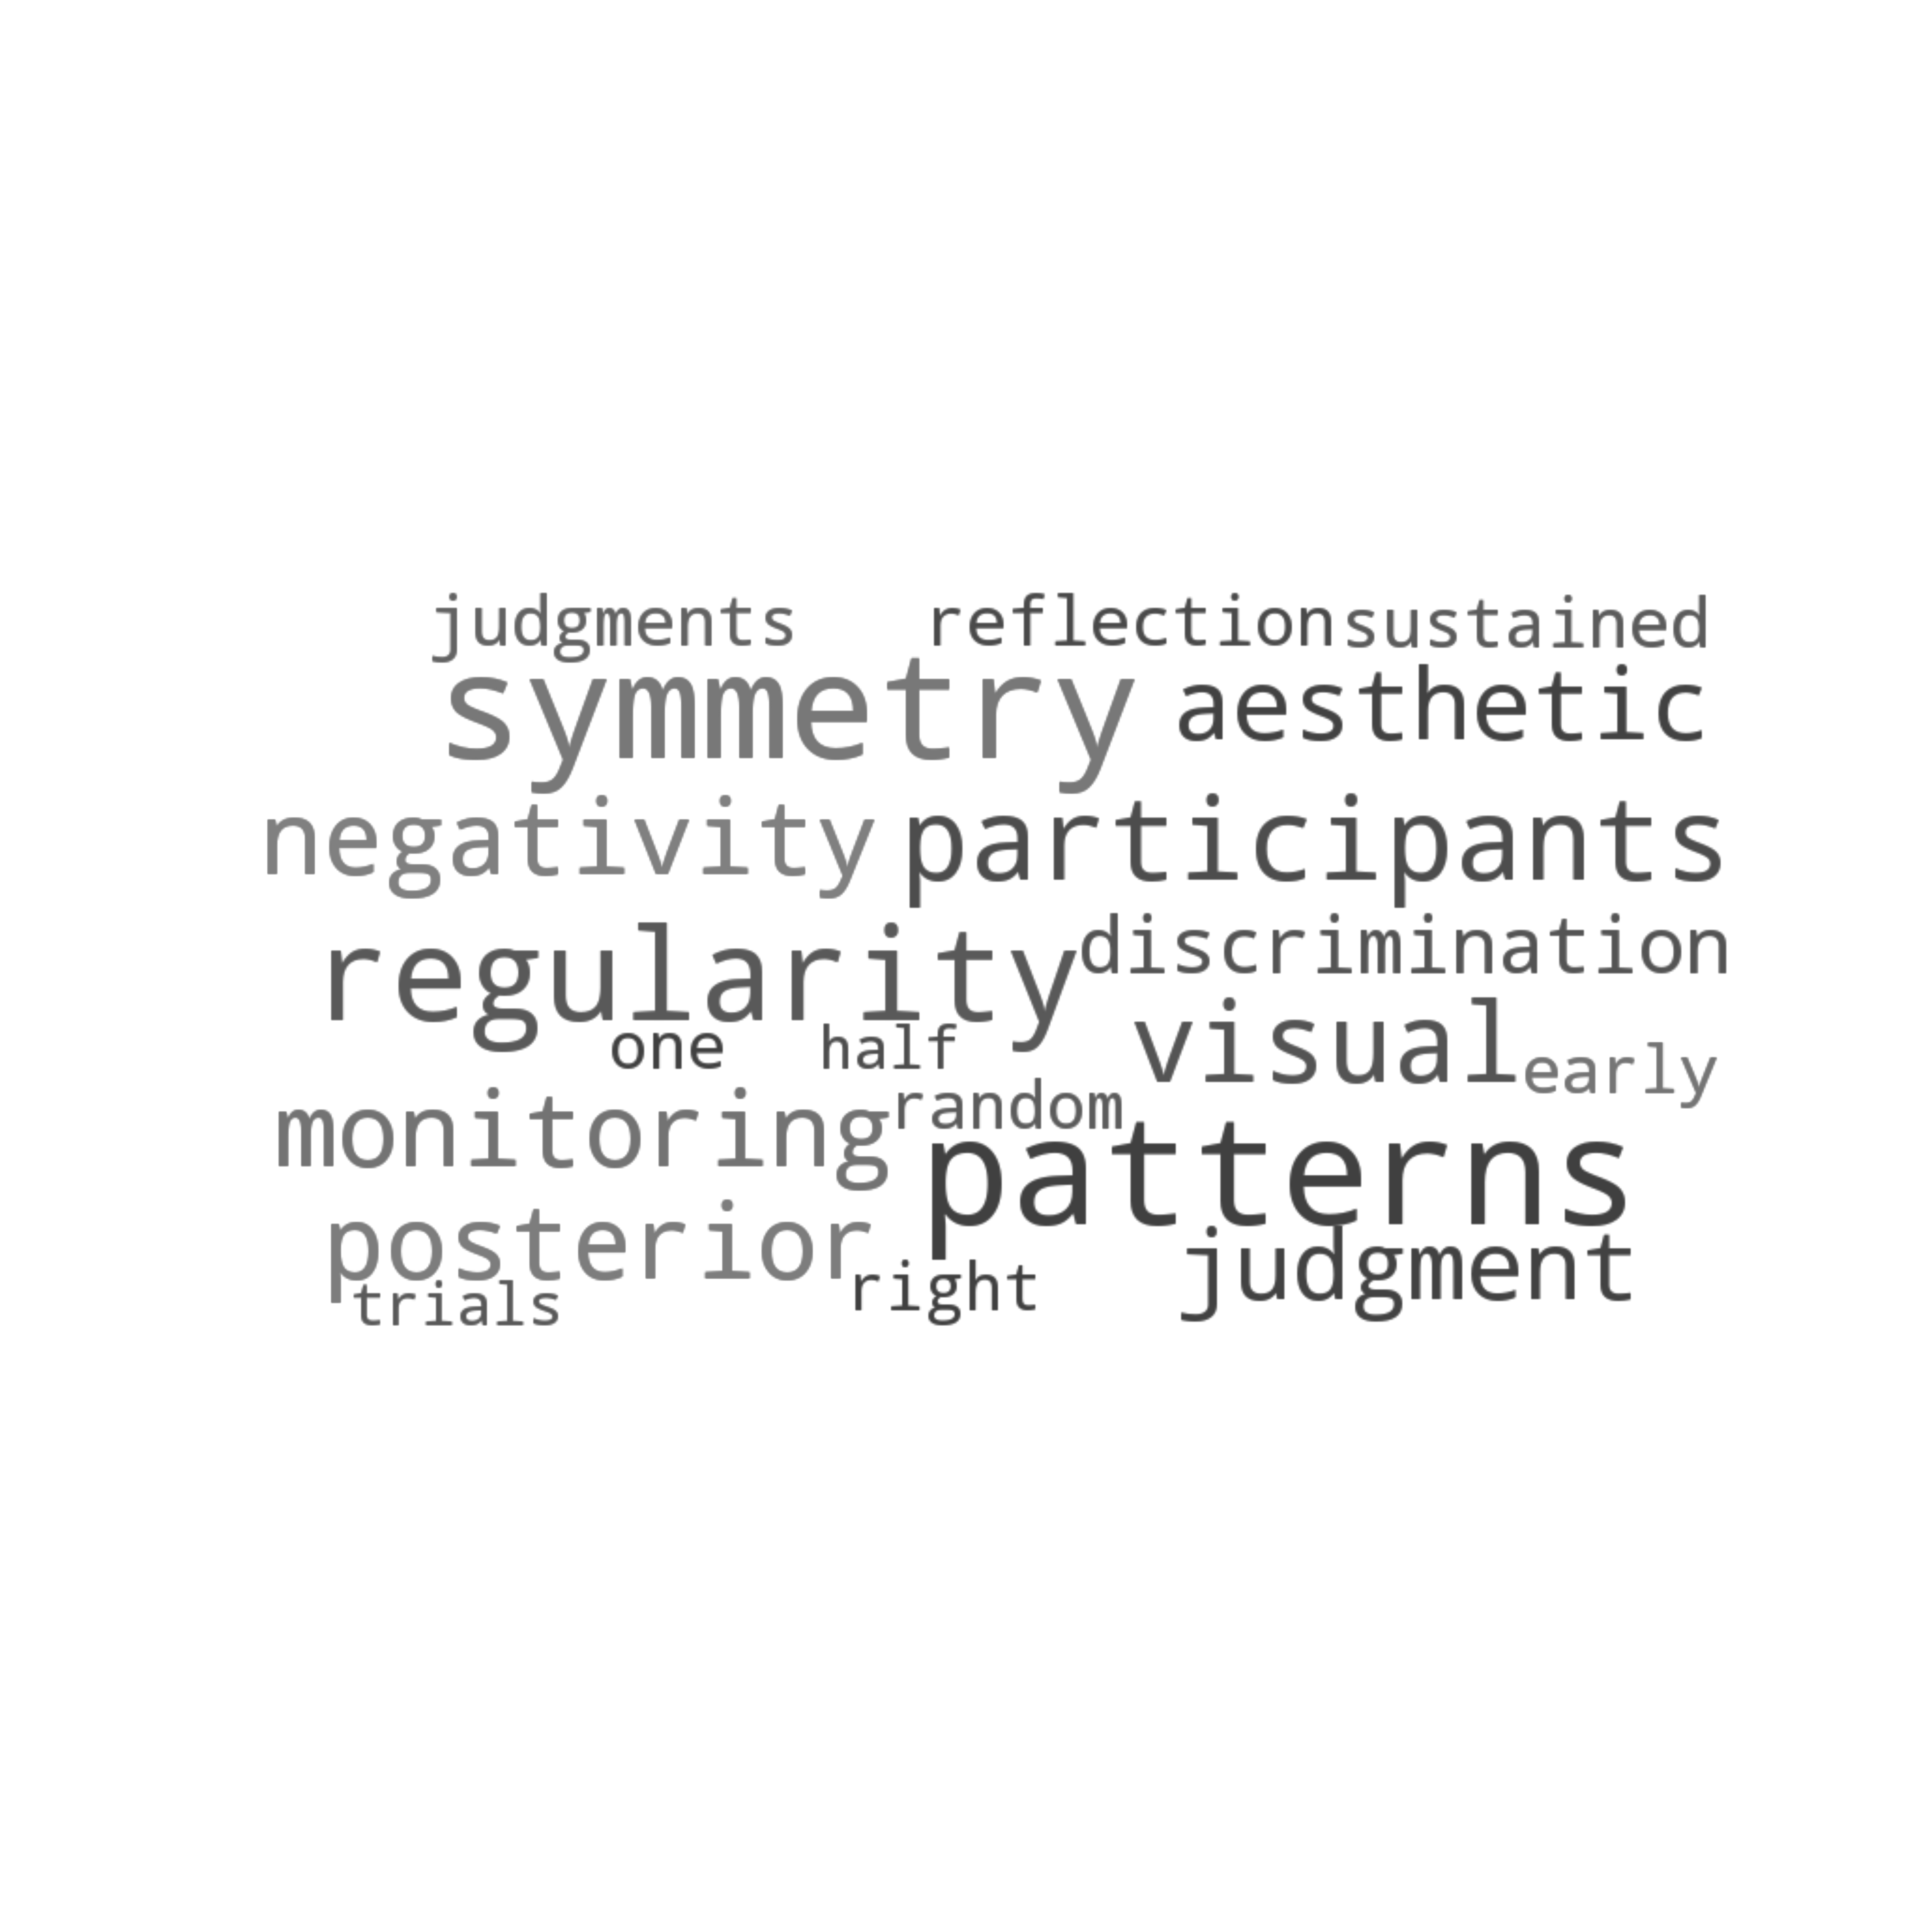 judgments reflection sustained
symmetry aesthetic
negativity participants
regularity discrimination
one half visual early
monitoring random
patterns
posterior judgment
trials right